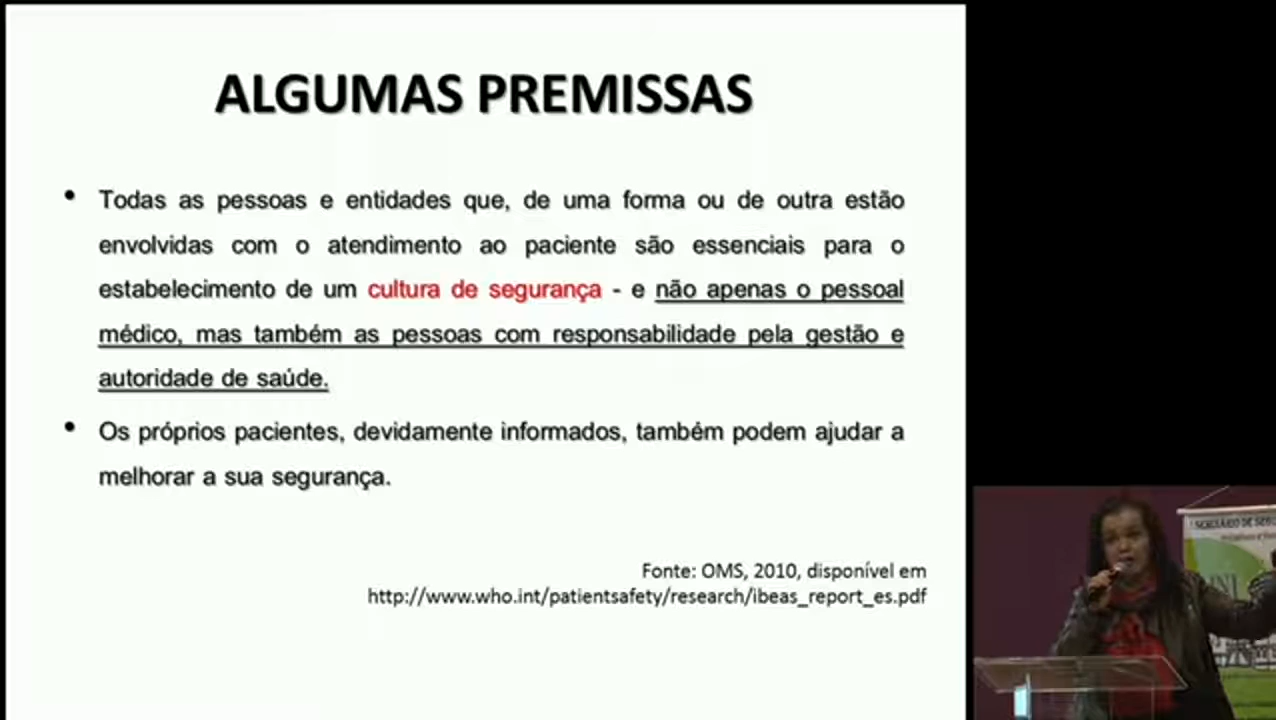 ALGUMAS PREMISSAS
• Todas as pessoas e entidades que, de uma forma ou de outra estão
envolvidas com o atendimento ao paciente são essenciais para o
estabelecimento de um cultura de segurança - e não apenas o pessoal
médico, mas também as pessoas com responsabilidade pela gestão e
autoridade de saúde.
• Os próprios pacientes, devidamente informados, também podem ajudar a
melhorar a sua segurança.
Fonte: OMS, 2010, disponível em
http://www.who.int/patientsafety/research/ibeas_report_es.pdf
SEMINÁRIO DE